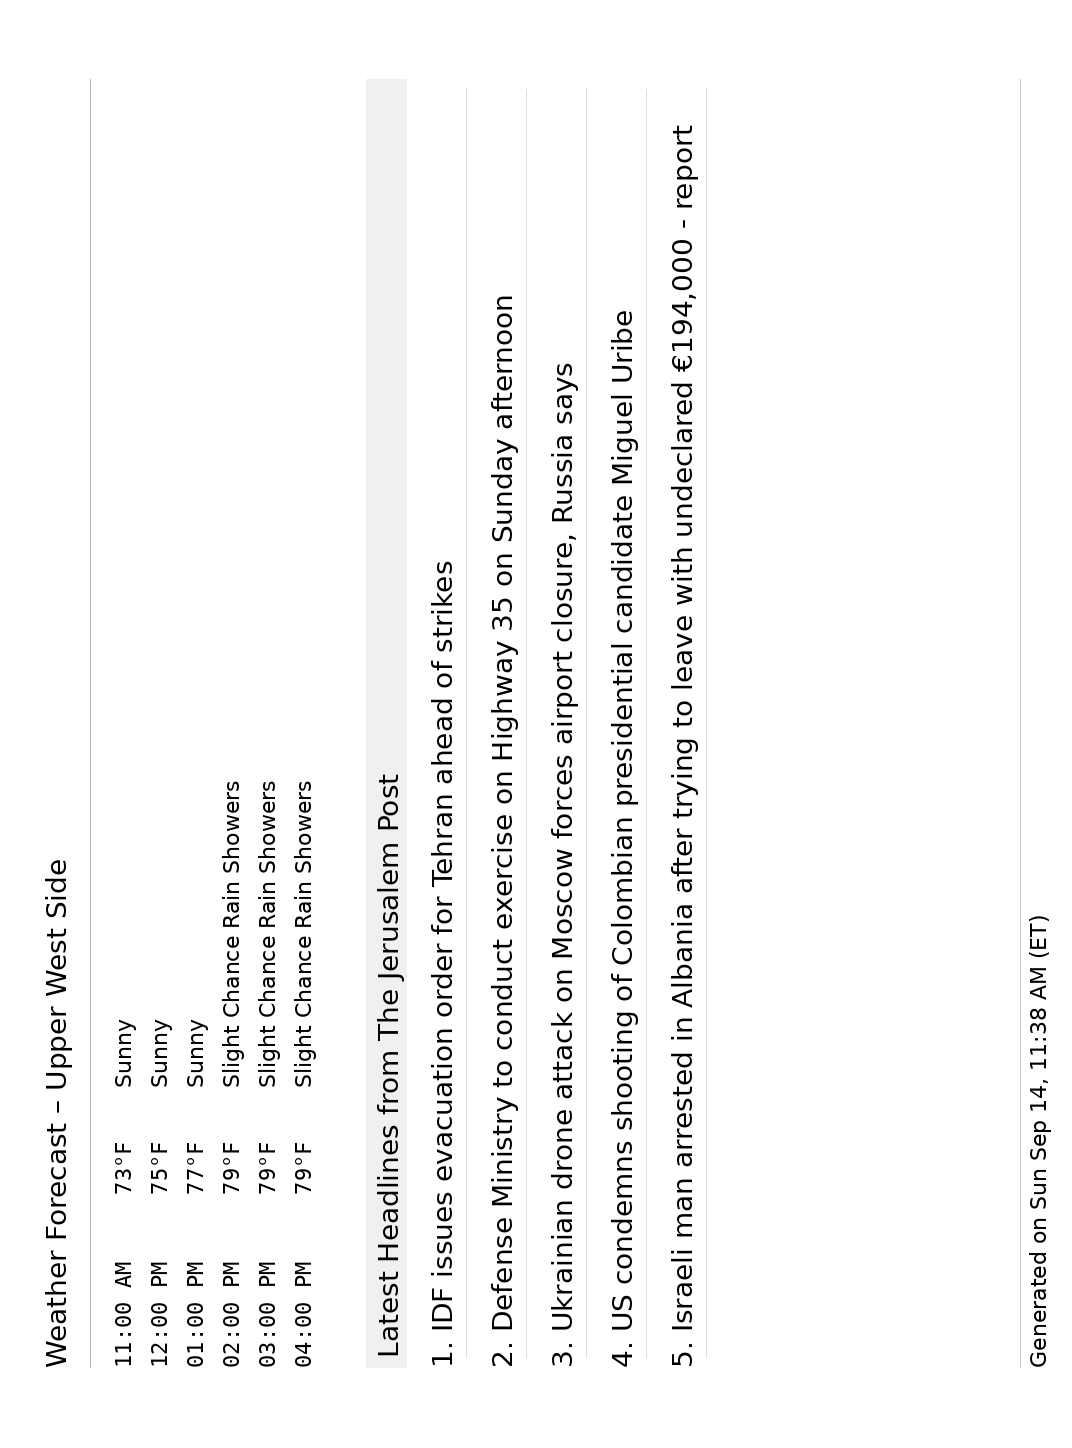 Weather Forecast – Upper West Side
11:00 AM 73°F Sunny
12:00 PM 75°F Sunny
01:00 PM 77°F Sunny
02:00 PM 79°F Slight Chance Rain Showers
03:00 PM 79°F Slight Chance Rain Showers
04:00 PM 79°F Slight Chance Rain Showers
Latest Headlines from The Jerusalem Post
1. IDF issues evacuation order for Tehran ahead of strikes
2. Defense Ministry to conduct exercise on Highway 35 on Sunday afternoon
3. Ukrainian drone attack on Moscow forces airport closure, Russia says
4. US condemns shooting of Colombian presidential candidate Miguel Uribe
5. Israeli man arrested in Albania after trying to leave with undeclared €194,000 - report
Generated on Sun Sep 14, 11:38 AM (ET)